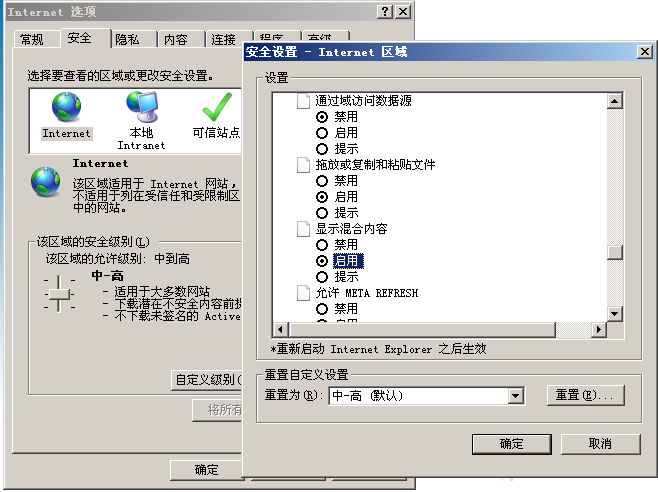 Internet 选项
常规
安全
隐私
内容
连接
程序
高级
选择要查看的区域或更改安全设置。
Internet
本地
Intranet
可信站点
Internet
该区域适用于 Internet 网站，
不适用于列在受信任和受限制区
中的网站。
该区域的安全级别(L)
该区域的允许级别: 中到高
中-高
- 适用于大多数网站
- 下载潜在不安全内容前提
- 不下载未签名的 Active
自定义级别(
将所有
确定
安全设置 - Internet 区域
设置
通过域访问数据源
禁用
启用
提示
拖放或复制和粘贴文件
禁用
启用
提示
显示混合内容
禁用
启用
提示
允许 META REFRESH
禁用
*重新启动 Internet Explorer 之后生效
重置自定义设置
重置为(R):
中-高 (默认)
重置(E)...
确定
取消